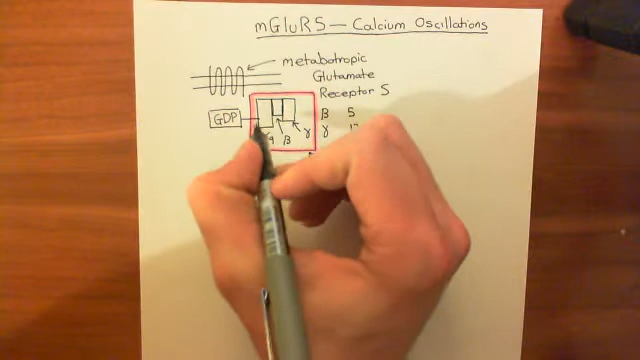 mGluR5 — Calcium Oscillations
metabotropic
Glutamate
Receptor 5
GDP
β 5
β γ γ